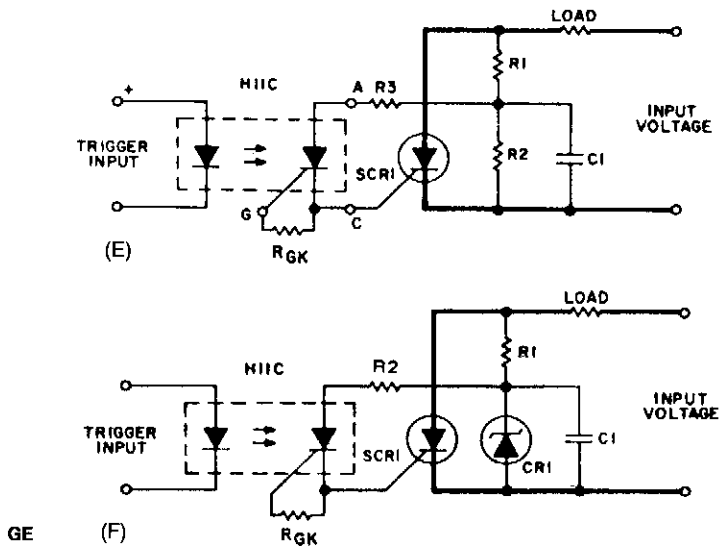 LOAD
R1
H11C
A R3
+
TRIGGER
INPUT
INPUT
VOLTAGE
R2
C1
SCR1
G
C
RGK
(E)
LOAD
R1
H11C
R2
TRIGGER
INPUT
INPUT
VOLTAGE
SCR1
CR1
C1
RGK
GE (F)